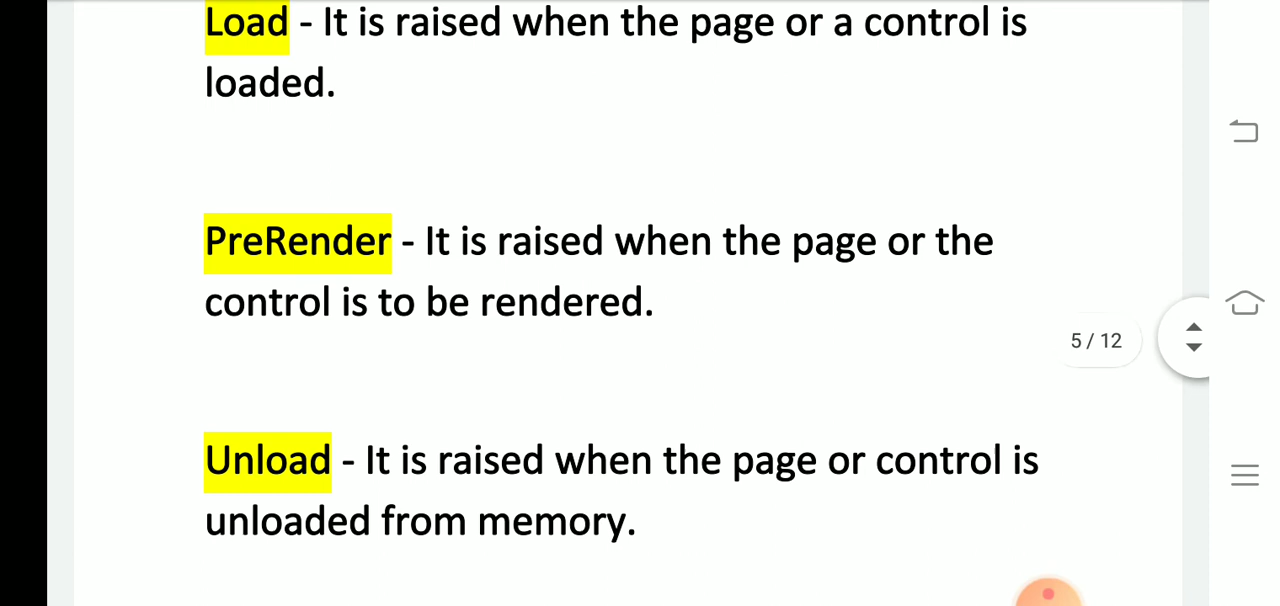 Load - It is raised when the page or a control is
loaded.
PreRender - It is raised when the page or the
control is to be rendered.
5 / 12
Unload - It is raised when the page or control is
unloaded from memory.